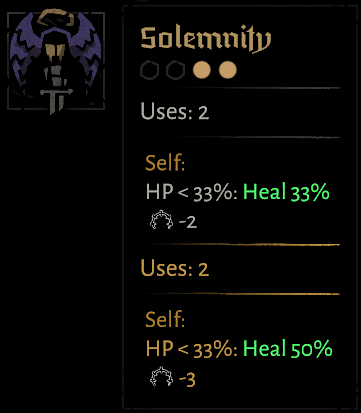 Solemnity
Uses: 2
Self:
HP < 33%: Heal 33%
-2
Uses: 2
Self:
HP < 33%: Heal 50%
-3